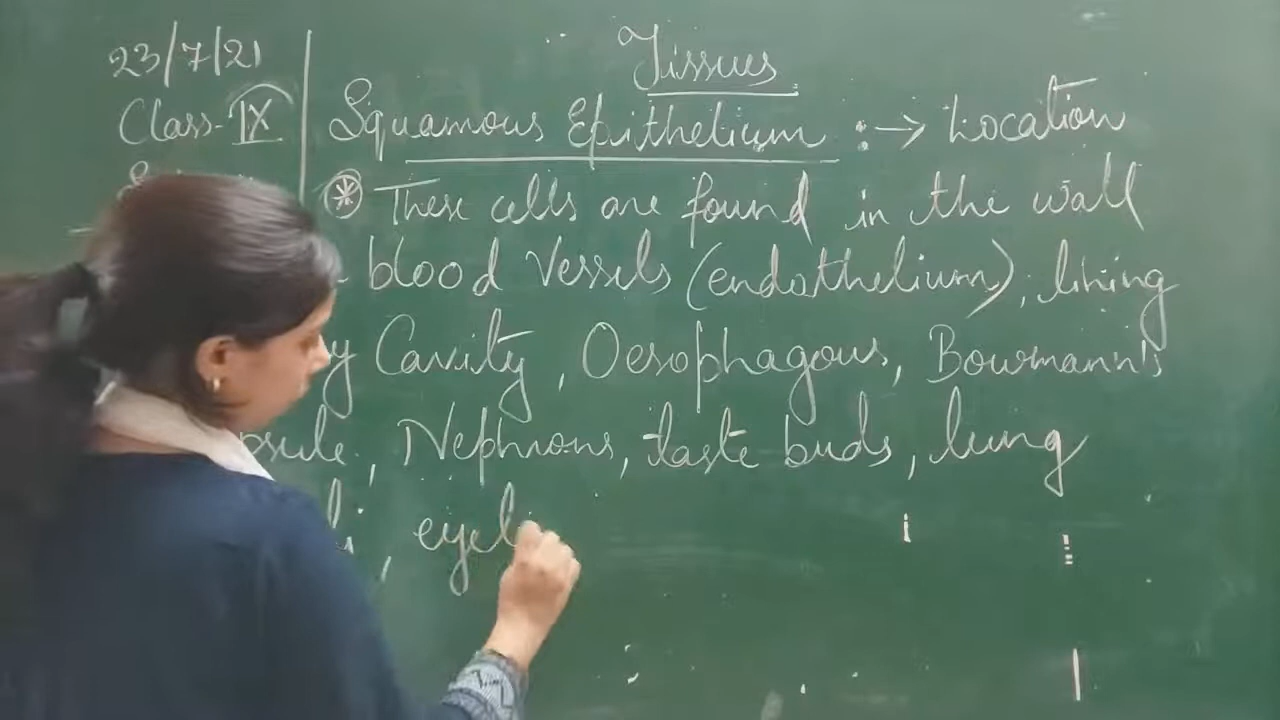 23/7/21
Class-IX
Tissues
Squamous Epithelium :→ Location
* These cells are found in the wall
blood vessels (endothelium), lining
Cavity, Oesophagous, Bowmann's
, Nephrons, taste buds, lung
, eyel